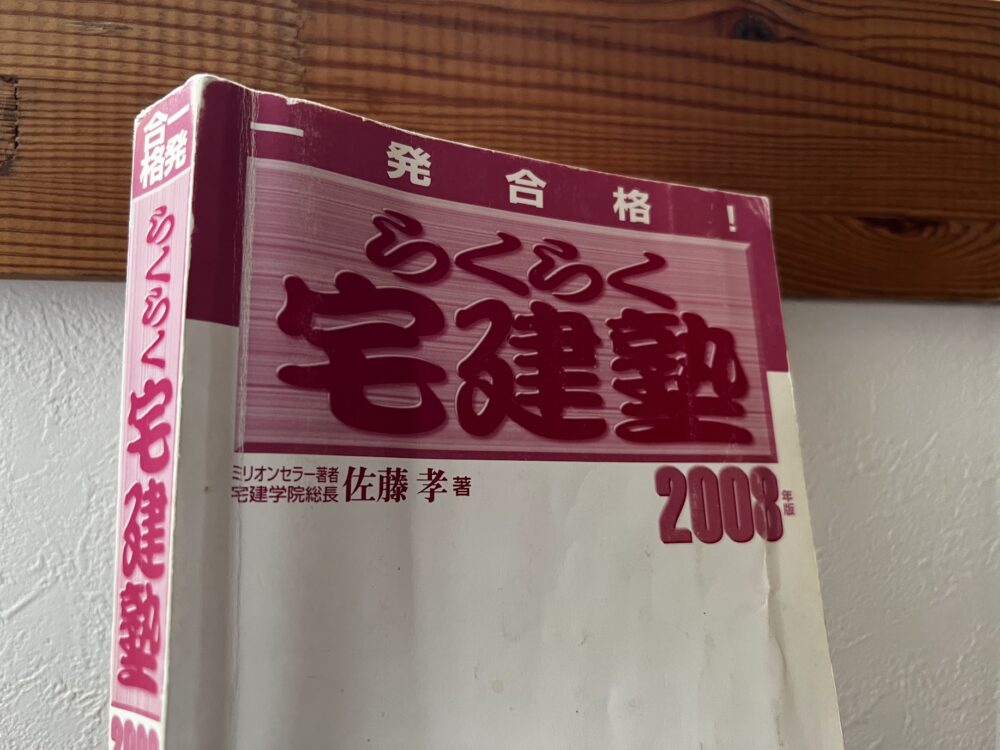 一発合格
らくらく宅建塾
一発合格!
らくらく
宅建塾
ミリオンセラー著者
宅建学院総長 佐藤 孝 著
2008年版